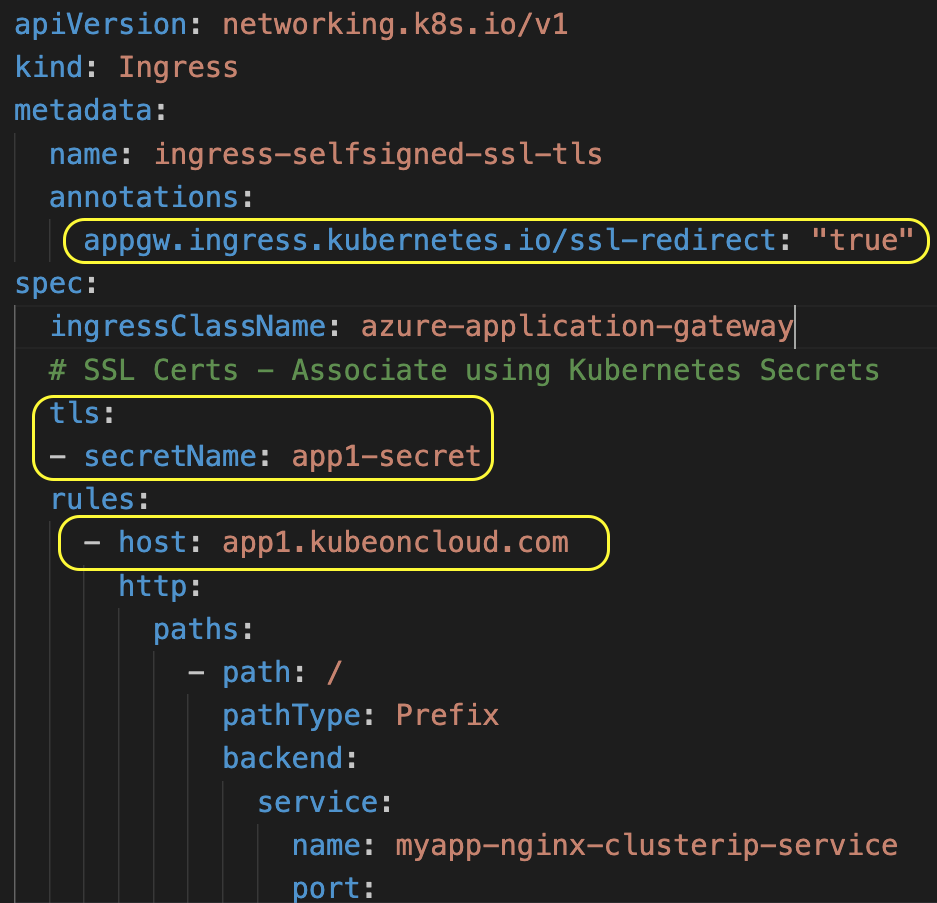 apiVersion: networking.k8s.io/v1
kind: Ingress
metadata:
  name: ingress-selfsigned-ssl-tls
  annotations:
    appgw.ingress.kubernetes.io/ssl-redirect: "true"
spec:
  ingressClassName: azure-application-gateway
  # SSL Certs - Associate using Kubernetes Secrets
  tls:
  - secretName: app1-secret
  rules:
    - host: app1.kubeoncloud.com
      http:
        paths:
          - path: /
            pathType: Prefix
            backend:
              service:
                name: myapp-nginx-clusterip-service
                port: